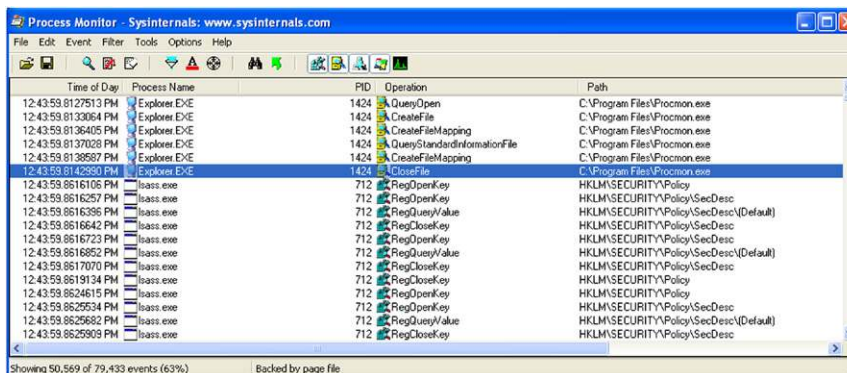 Process Monitor - Sysinternals: www.sysinternals.com
File Edit Event Filter Tools Options Help
Time of Day Process Name PID Operation Path
12:43:59.8127513 PM Explorer.EXE 1424 QueryOpen C:\Program Files\Procmon.exe
12:43:59.8133064 PM Explorer.EXE 1424 CreateFile C:\Program Files\Procmon.exe
12:43:59.8136405 PM Explorer.EXE 1424 CreateFileMapping C:\Program Files\Procmon.exe
12:43:59.8137028 PM Explorer.EXE 1424 QueryStandardInformationFile C:\Program Files\Procmon.exe
12:43:59.8138587 PM Explorer.EXE 1424 CreateFileMapping C:\Program Files\Procmon.exe
12:43:59.8142990 PM Explorer.EXE 1424 CloseFile C:\Program Files\Procmon.exe
12:43:59.8616106 PM lsass.exe 712 RegOpenKey HKLM\SECURITY\Policy
12:43:59.8616257 PM lsass.exe 712 RegOpenKey HKLM\SECURITY\Policy\SecDesc
12:43:59.8616396 PM lsass.exe 712 RegQueryValue HKLM\SECURITY\Policy\SecDesc\(Default)
12:43:59.8616642 PM lsass.exe 712 RegCloseKey HKLM\SECURITY\Policy\SecDesc
12:43:59.8616723 PM lsass.exe 712 RegOpenKey HKLM\SECURITY\Policy\SecDesc
12:43:59.8616852 PM lsass.exe 712 RegQueryValue HKLM\SECURITY\Policy\SecDesc\(Default)
12:43:59.8617070 PM lsass.exe 712 RegCloseKey HKLM\SECURITY\Policy\SecDesc
12:43:59.8619134 PM lsass.exe 712 RegCloseKey HKLM\SECURITY\Policy
12:43:59.8624615 PM lsass.exe 712 RegOpenKey HKLM\SECURITY\Policy
12:43:59.8625534 PM lsass.exe 712 RegOpenKey HKLM\SECURITY\Policy\SecDesc
12:43:59.8625682 PM lsass.exe 712 RegQueryValue HKLM\SECURITY\Policy\SecDesc\(Default)
12:43:59.8625909 PM lsass.exe 712 RegCloseKey HKLM\SECURITY\Policy\SecDesc
Showing 50,569 of 79,433 events (63%) Backed by page file